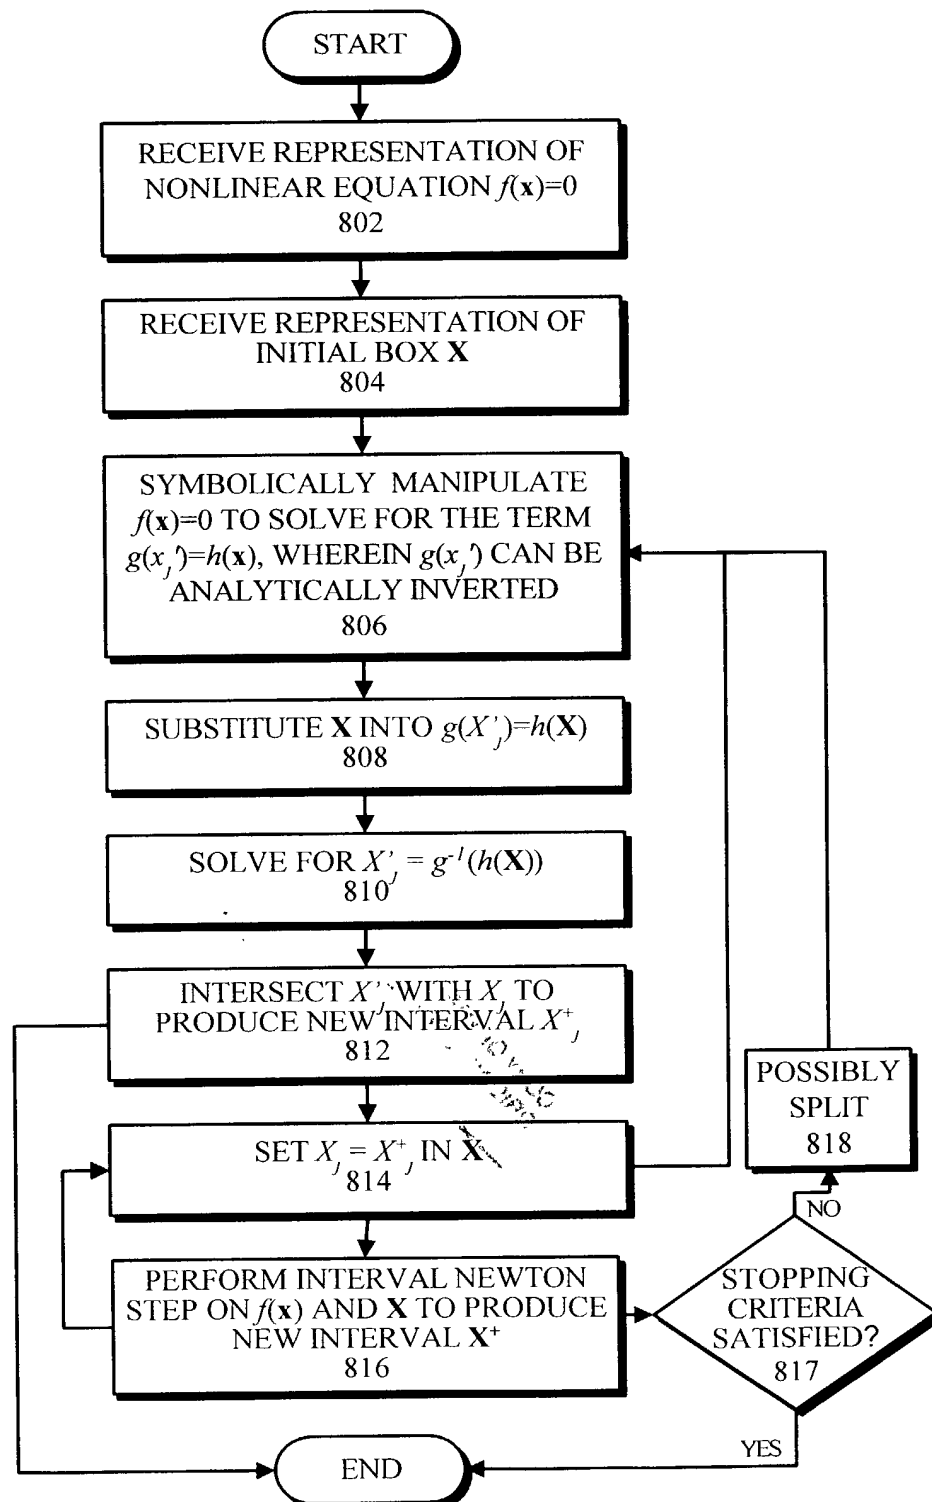 START
RECEIVE REPRESENTATION OF
NONLINEAR EQUATION f(x)=0
802
RECEIVE REPRESENTATION OF
INITIAL BOX X
804
SYMBOLICALLY MANIPULATE
f(x)=0 TO SOLVE FOR THE TERM
g(x'j)=h(x), WHEREIN g(x'j) CAN BE
ANALYTICALLY INVERTED
806
SUBSTITUTE X INTO g(X'j)=h(X)
808
SOLVE FOR X'j = g-1(h(X))
810
INTERSECT X'j WITH Xj TO
PRODUCE NEW INTERVAL X+j
812
SET Xj = X+j IN X
814
PERFORM INTERVAL NEWTON
STEP ON f(x) AND X TO PRODUCE
NEW INTERVAL X+
816
POSSIBLY
SPLIT
818
NO
STOPPING
CRITERIA
SATISFIED?
817
YES
END